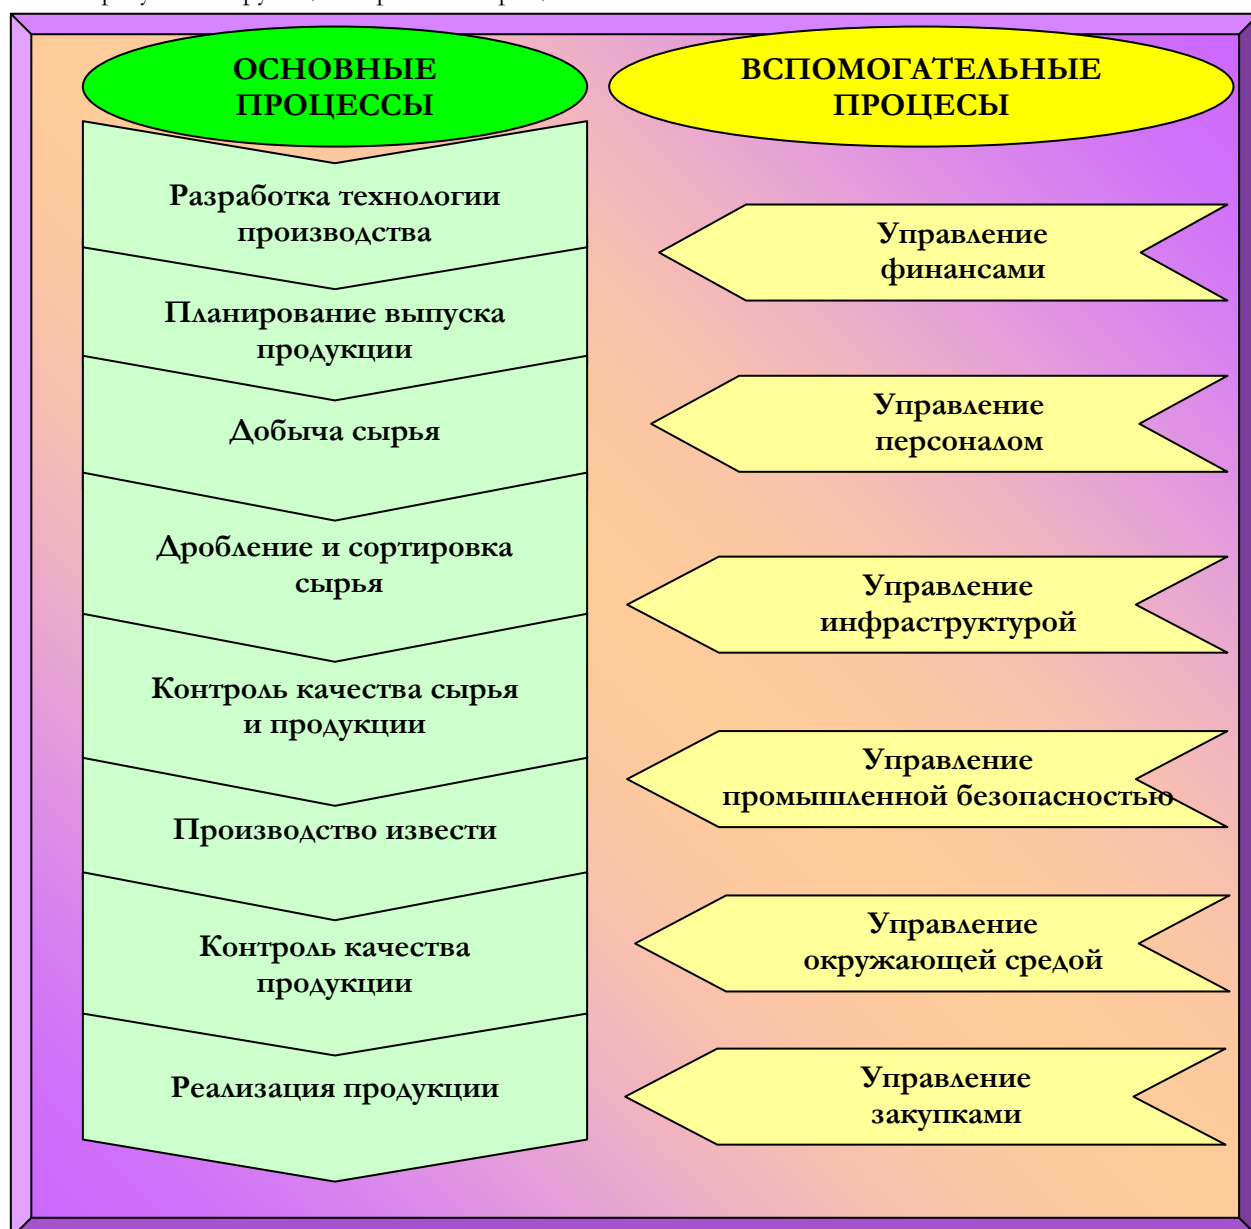 ОСНОВНЫЕ
ПРОЦЕССЫ
Разработка технологии
производства
Планирование выпуска
продукции
Добыча сырья
Дробление и сортировка
сырья
Контроль качества сырья
и продукции
Производство извести
Контроль качества
продукции
Реализация продукции
ВСПОМОГАТЕЛЬНЫЕ
ПРОЦЕСЫ
Управление
финансами
Управление
персоналом
Управление
инфраструктурой
Управление
промышленной безопасностью
Управление
окружающей средой
Управление
закупками